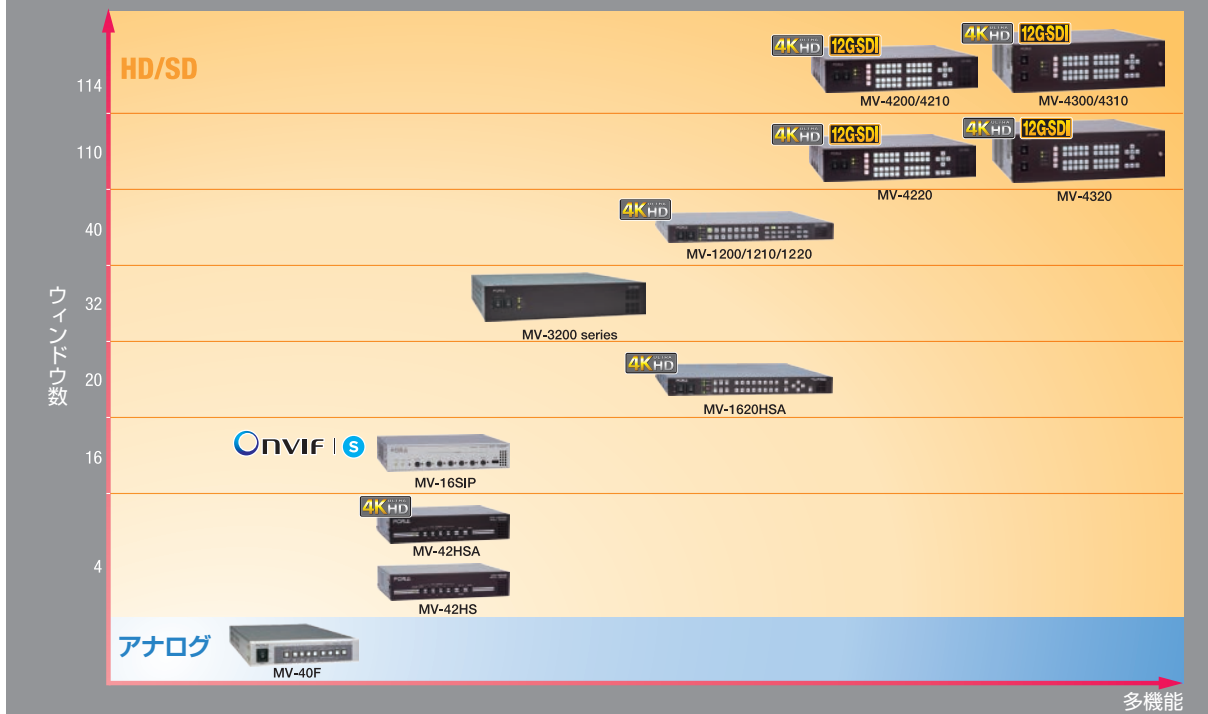 HD/SD
114
4K ULTRA HD 12G-SDI
MV-4200/4210
4K ULTRA HD 12G-SDI
MV-4300/4310
110
4K ULTRA HD 12G-SDI
MV-4220
4K ULTRA HD 12G-SDI
MV-4320
40
4K ULTRA HD
MV-1200/1210/1220
ウィンドウ数
32
MV-3200 series
20
4K ULTRA HD
MV-1620HSA
16
ONVIF | S
MV-16SIP
4
4K ULTRA HD
MV-42HSA
MV-42HS
アナログ
MV-40F
多機能